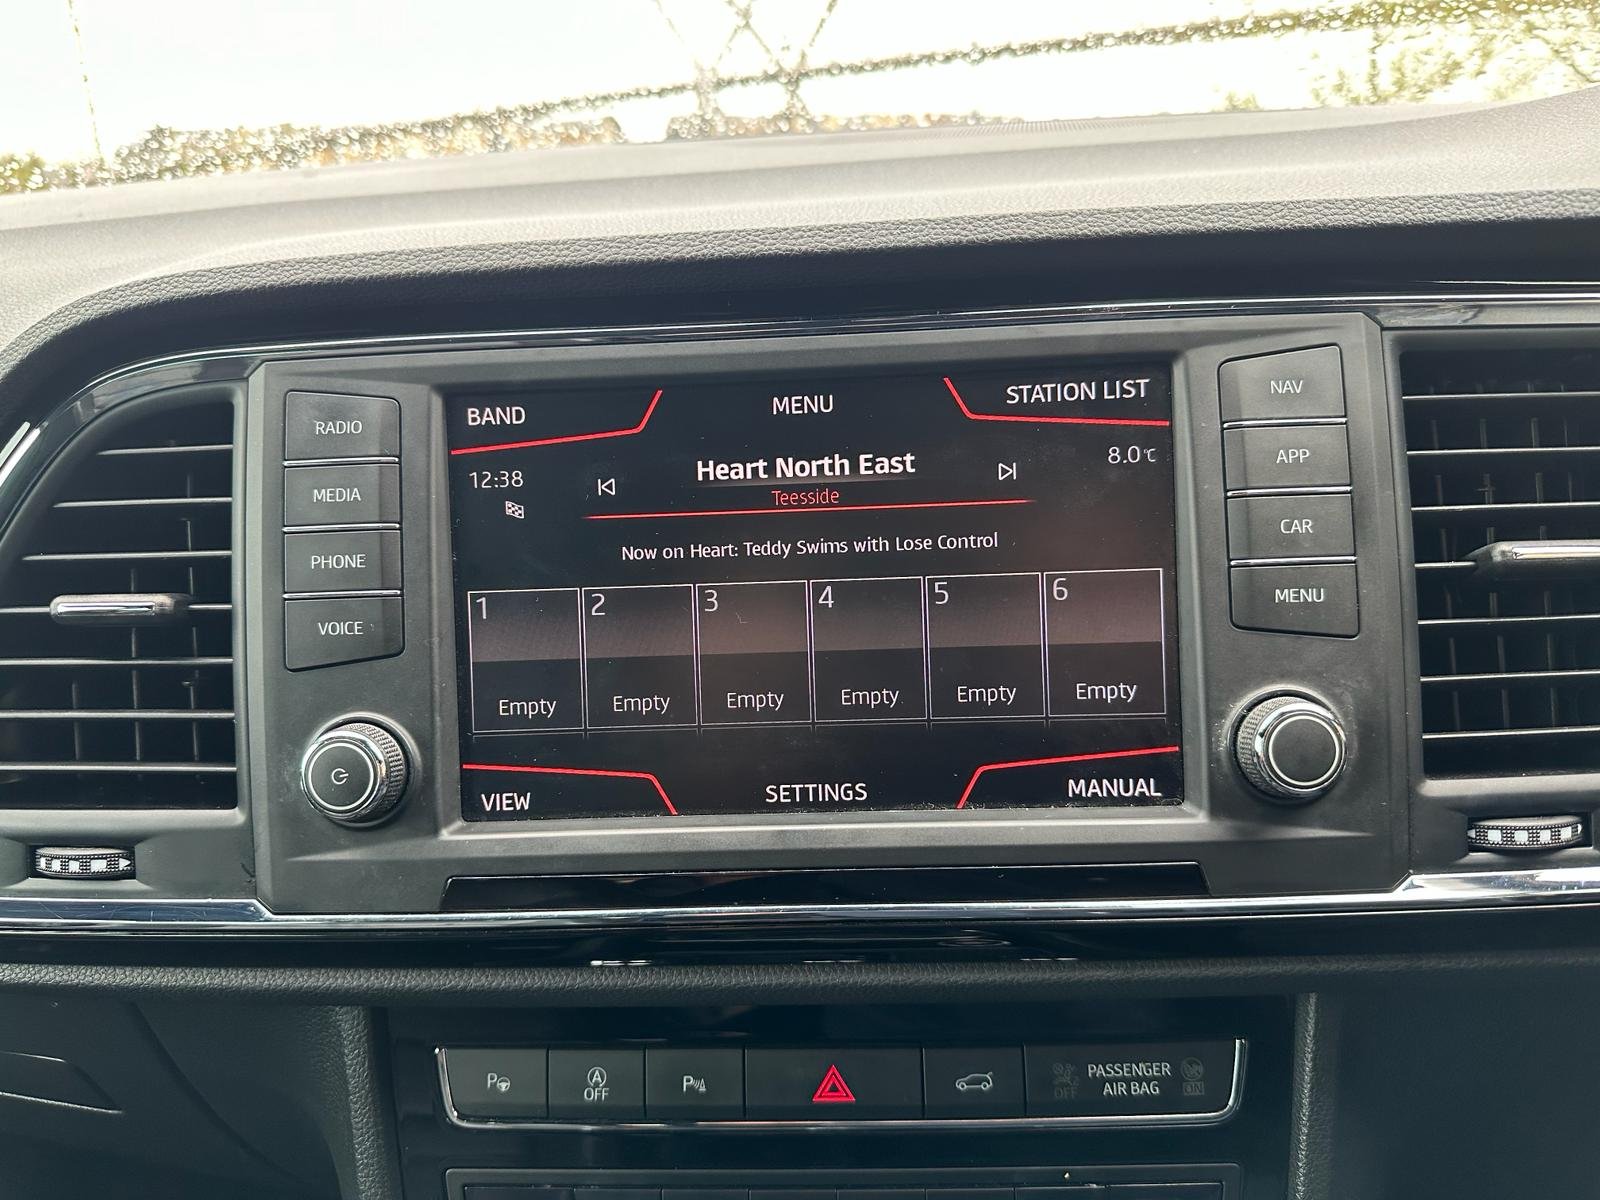 BAND
MENU
STATION LIST
12:38
Heart North East
8.0°C
Teesside
Now on Heart: Teddy Swims with Lose Control
1
2
3
4
5
6
Empty
Empty
Empty
Empty
Empty
Empty
VIEW
SETTINGS
MANUAL
RADIO
MEDIA
PHONE
VOICE
NAV
APP
CAR
MENU
P
A
OFF
P
OFF
PASSENGER
AIR BAG
ON